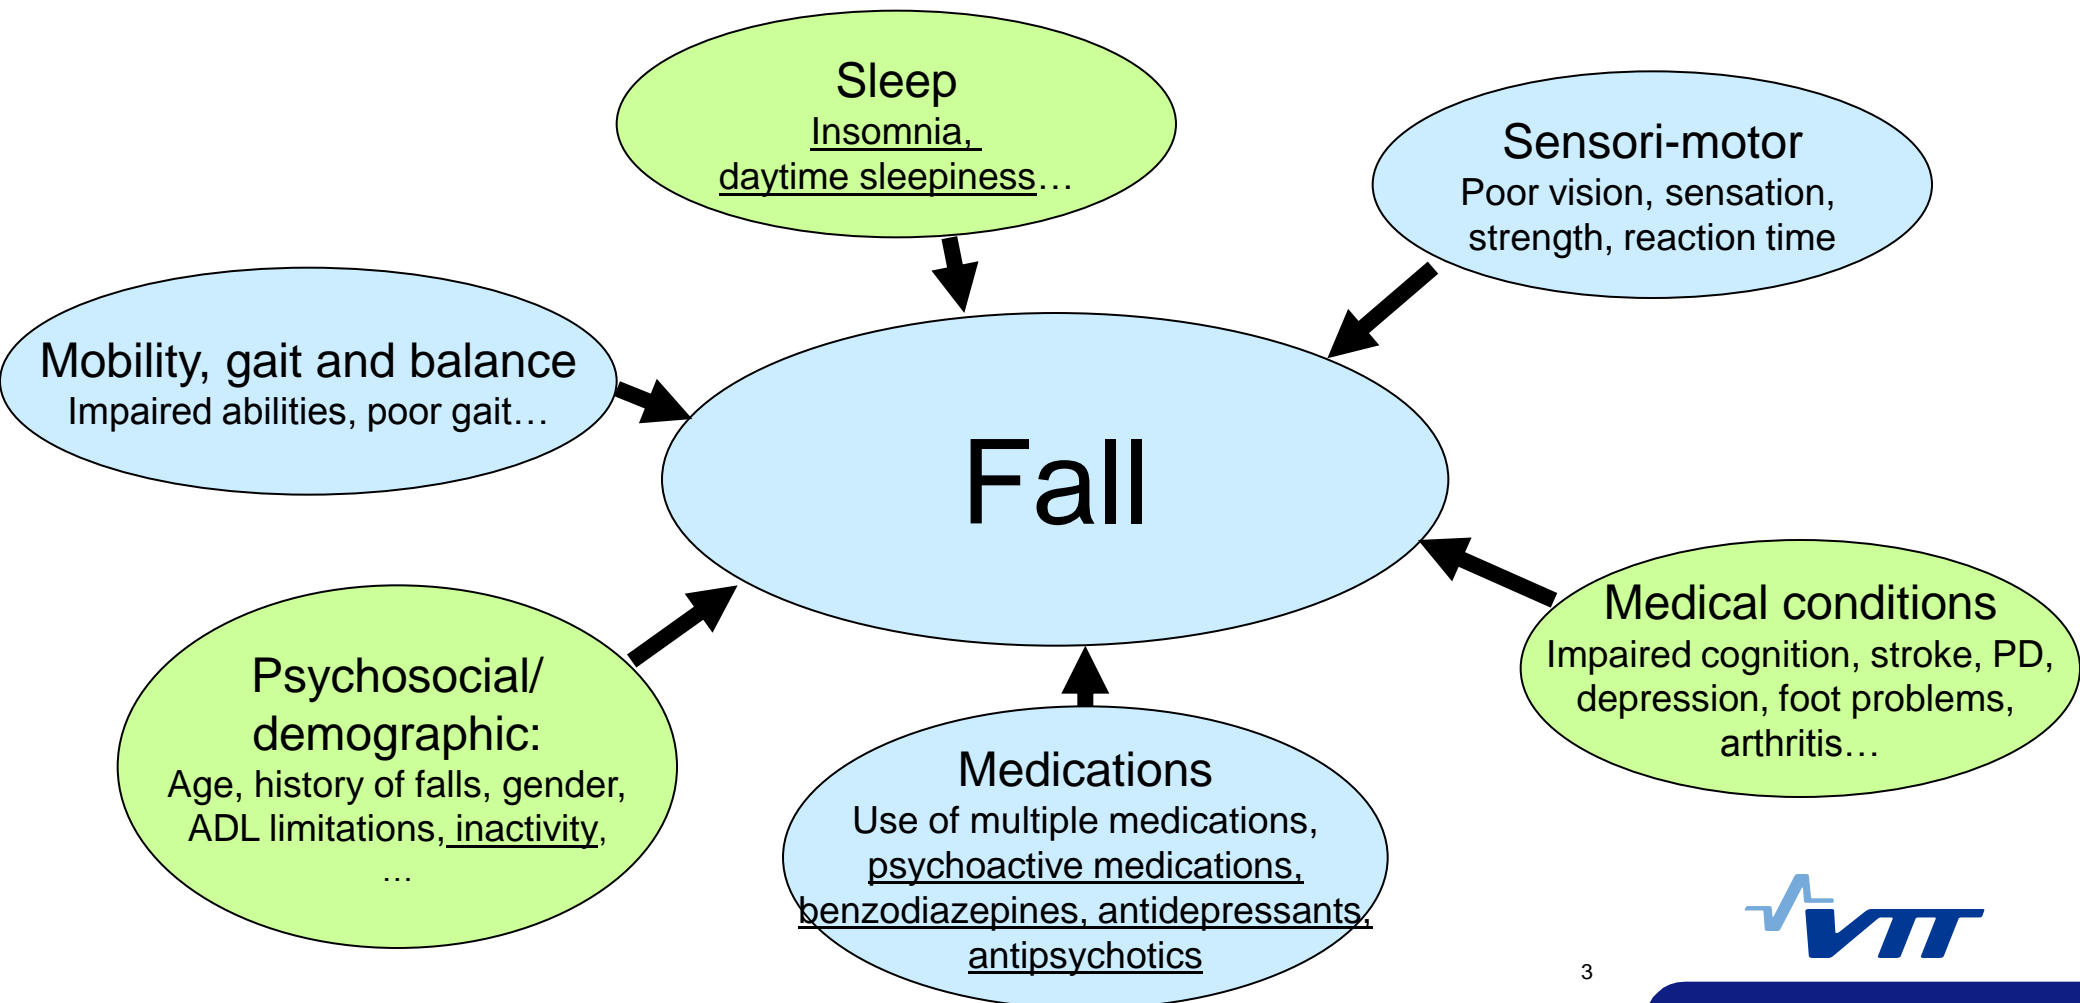 Sleep
Insomnia,
daytime sleepiness…
Sensori-motor
Poor vision, sensation,
strength, reaction time
Mobility, gait and balance
Impaired abilities, poor gait…
Fall
Medical conditions
Impaired cognition, stroke, PD,
depression, foot problems,
arthritis…
Psychosocial/
demographic:
Age, history of falls, gender,
ADL limitations, inactivity,
…
Medications
Use of multiple medications,
psychoactive medications,
benzodiazepines, antidepressants,
antipsychotics
3
VTT